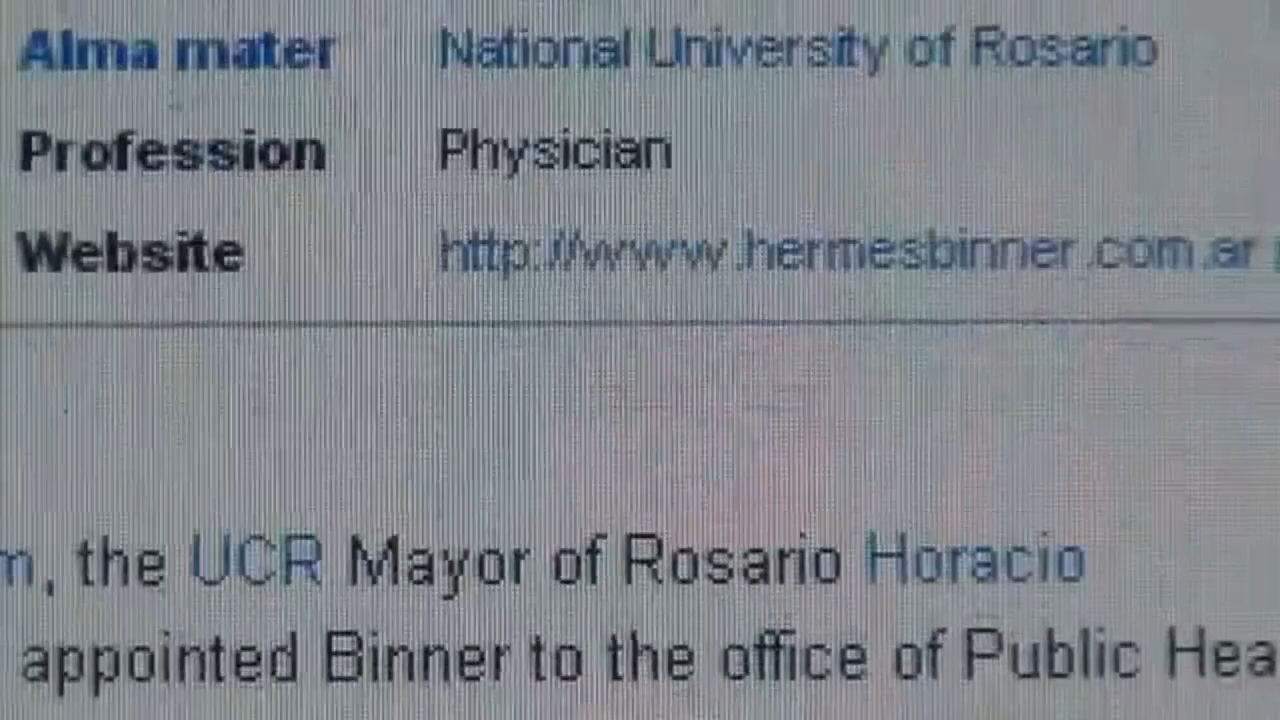 Alma mater National University of Rosario
Profession Physician
Website http://www.hermesbinner.com.ar
, the UCR Mayor of Rosario Horacio
appointed Binner to the office of Public Hea